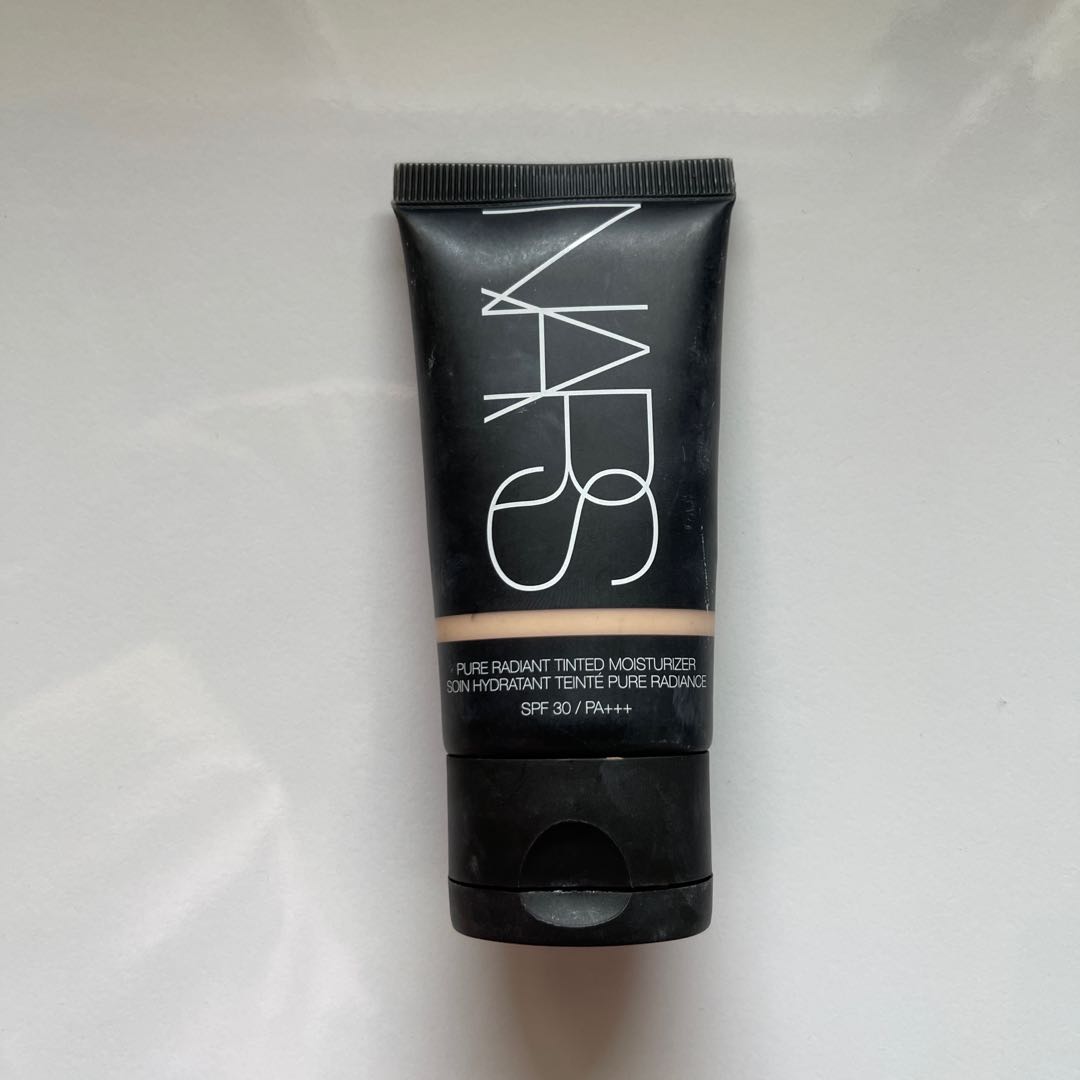 NARS
PURE RADIANT TINTED MOISTURIZER
SOIN HYDRATANT TEINTÉ PURE RADIANCE
SPF 30 / PA+++